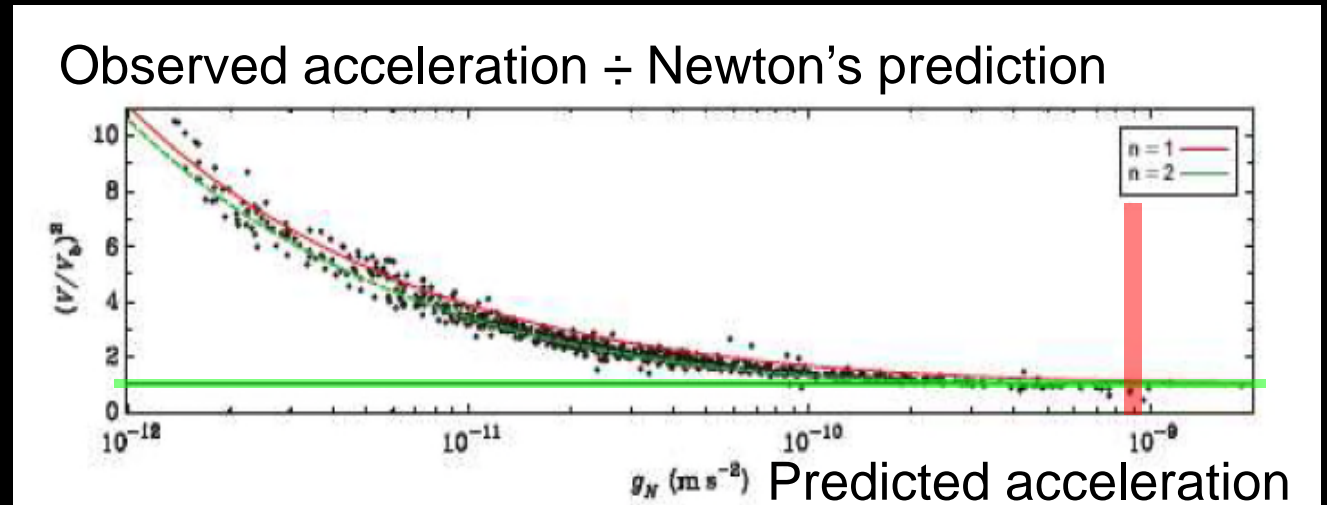 Observed acceleration ÷ Newton's prediction
10
8
6
4
2
0
(V/V_b)²
n = 1
n = 2
10⁻¹² 10⁻¹¹ 10⁻¹⁰ 10⁻⁹
g_N (m s⁻²) Predicted acceleration